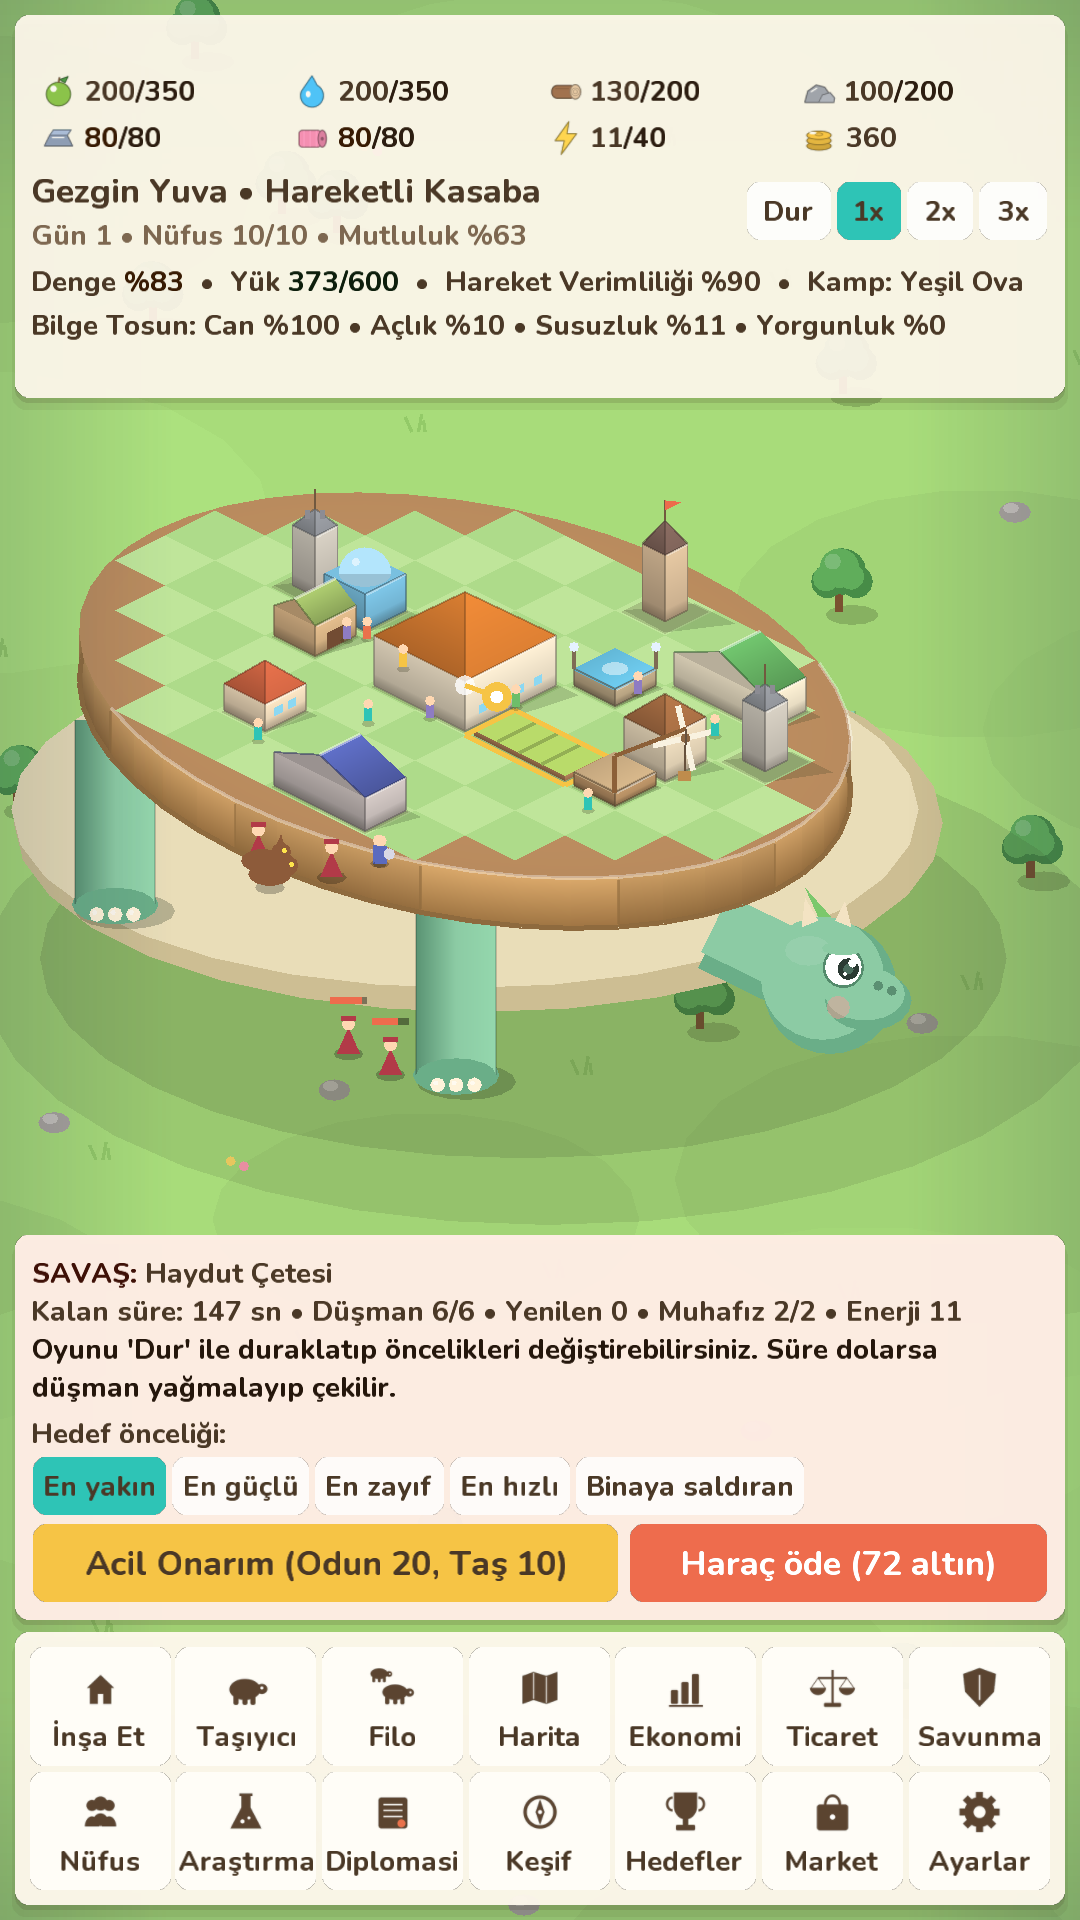 200/350 200/350 130/200 100/200
80/80 80/80 11/40 360
Gezgin Yuva • Hareketli Kasaba
Dur 1x 2x 3x
Gün 1 • Nüfus 10/10 • Mutluluk %63
Denge %83 • Yük 373/600 • Hareket Verimliliği %90 • Kamp: Yeşil Ova
Bilge Tosun: Can %100 • Açlık %10 • Susuzluk %11 • Yorgunluk %0
SAVAŞ: Haydut Çetesi
Kalan süre: 147 sn • Düşman 6/6 • Yenilen 0 • Muhafız 2/2 • Enerji 11
Oyunu 'Dur' ile duraklatıp öncelikleri değiştirebilirsiniz. Süre dolarsa
düşman yağmalayıp çekilir.
Hedef önceliği:
En yakın En güçlü En zayıf En hızlı Binaya saldıran
Acil Onarım (Odun 20, Taş 10) Haraç öde (72 altın)
İnşa Et Taşıyıcı Filo Harita Ekonomi Ticaret Savunma
Nüfus Araştırma Diplomasi Keşif Hedefler Market Ayarlar